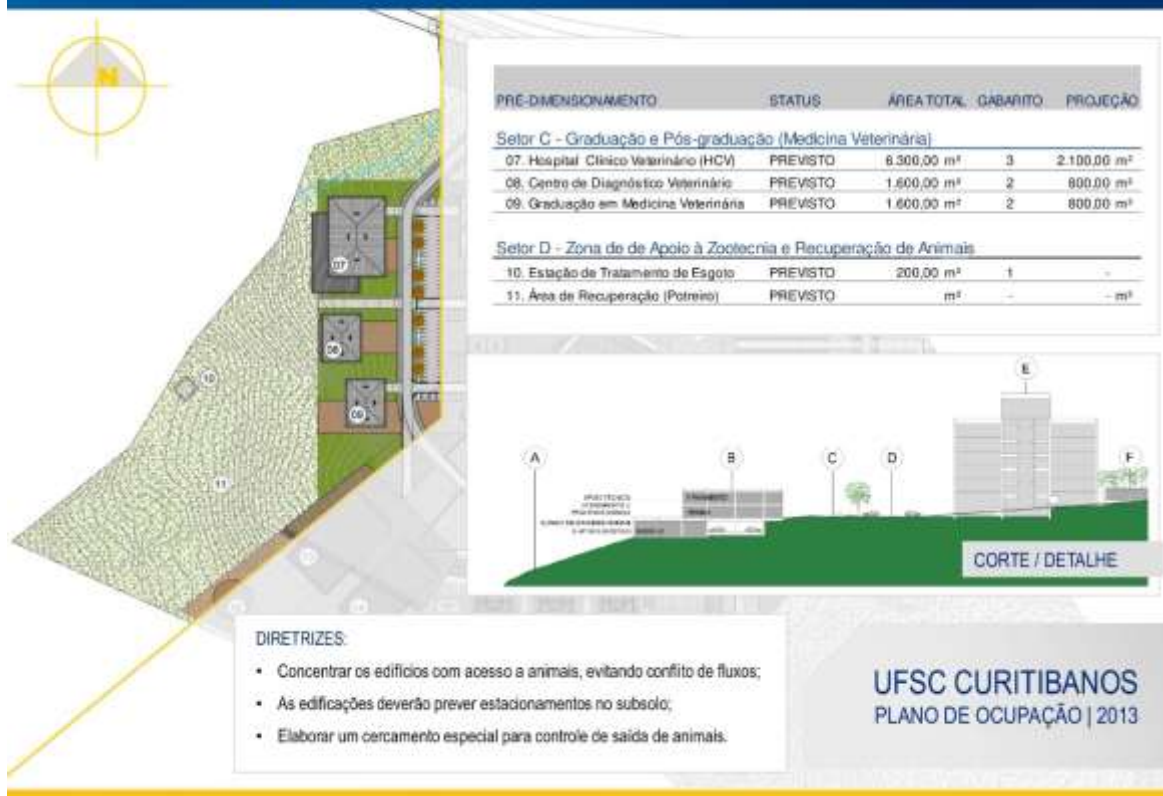 N
PRÉ-DIMENSIONAMENTO STATUS ÁREA TOTAL GABARITO PROJEÇÃO
Setor C - Graduação e Pós-graduação (Medicina Veterinária)
07. Hospital Clínico Veterinário (HCV) PREVISTO 6.300,00 m² 3 2.100,00 m²
08. Centro de Diagnóstico Veterinário PREVISTO 1.600,00 m² 2 800,00 m²
09. Graduação em Medicina Veterinária PREVISTO 1.600,00 m² 2 800,00 m²
Setor D - Zona de de Apoio à Zootecnia e Recuperação de Animais
10. Estação de Tratamento de Esgoto PREVISTO 200,00 m² 1 -
11. Área de Recuperação (Potreiro) PREVISTO m² - - m²
07
08
09
10
11
A
B
C
D
E
F
CORTE / DETALHE
DIRETRIZES:
• Concentrar os edifícios com acesso a animais, evitando conflito de fluxos;
• As edificações deverão prever estacionamentos no subsolo;
• Elaborar um cercamento especial para controle de saída de animais.
UFSC CURITIBANOS
PLANO DE OCUPAÇÃO | 2013